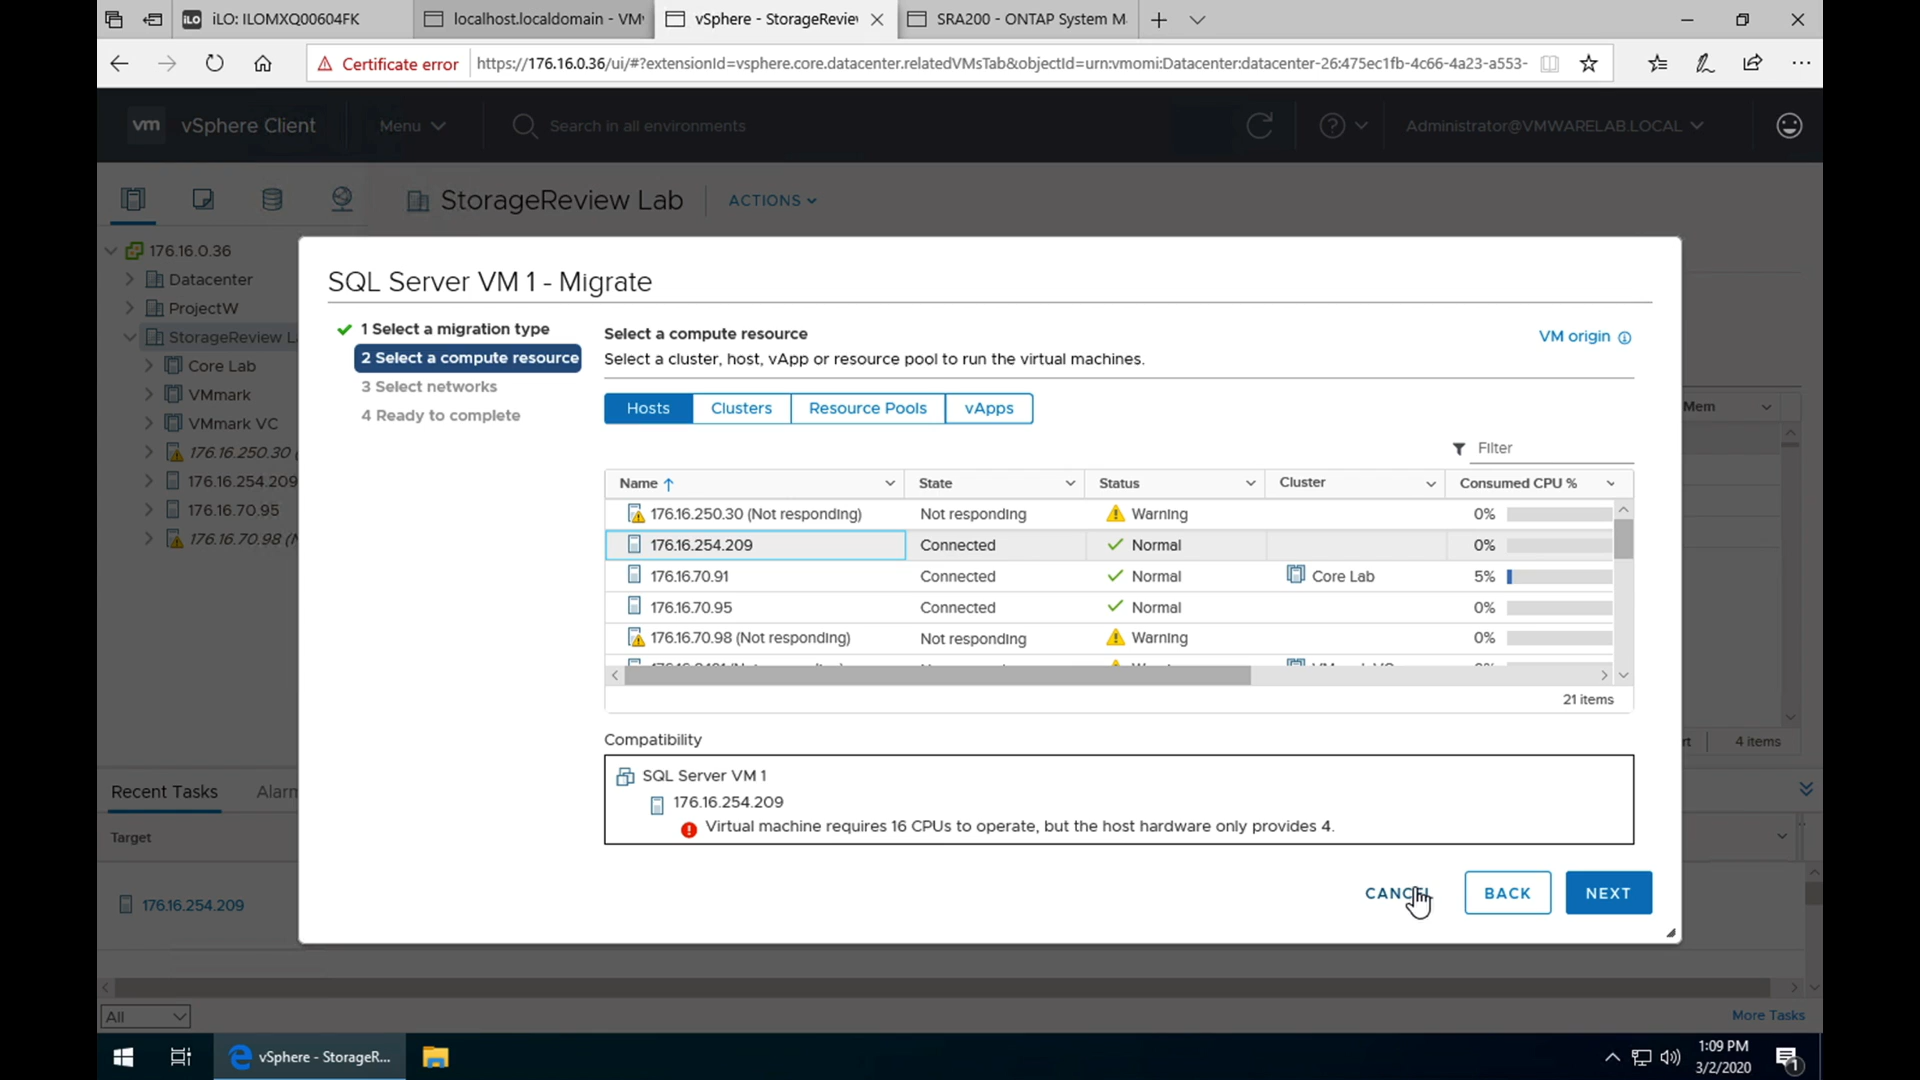 iLO: ILOMXQ00604FK
localhost.localdomain - VM
vSphere - StorageReview
SRA200 - ONTAP System M
Certificate error
https://176.16.0.36/ui/#?extensionId=vsphere.core.datacenter.relatedVMsTab&objectId=urn:vmomi:Datacenter:datacenter-26:475ec1fb-4c66-4a23-a553-
vm vSphere Client
Menu
Search in all environments
Administrator@VMWARELAB.LOCAL
StorageReview Lab
ACTIONS
176.16.0.36
Datacenter
ProjectW
StorageReview L
Core Lab
VMmark
VMmark VC
176.16.250.30 (
176.16.254.209
176.16.70.95
176.16.70.98 (N
SQL Server VM 1 - Migrate
1 Select a migration type
2 Select a compute resource
3 Select networks
4 Ready to complete
Select a compute resource
Select a cluster, host, vApp or resource pool to run the virtual machines.
VM origin
Hosts
Clusters
Resource Pools
vApps
Filter
Name State Status Cluster Consumed CPU %
176.16.250.30 (Not responding) Not responding Warning 0%
176.16.254.209 Connected Normal 0%
176.16.70.91 Connected Normal Core Lab 5%
176.16.70.95 Connected Normal 0%
176.16.70.98 (Not responding) Not responding Warning 0%
21 items
Compatibility
SQL Server VM 1
176.16.254.209
Virtual machine requires 16 CPUs to operate, but the host hardware only provides 4.
CANCEL
BACK
NEXT
Mem
rt
4 items
Recent Tasks
Alarm
Target
176.16.254.209
All
More Tasks
vSphere - StorageR...
1:09 PM
3/2/2020
1